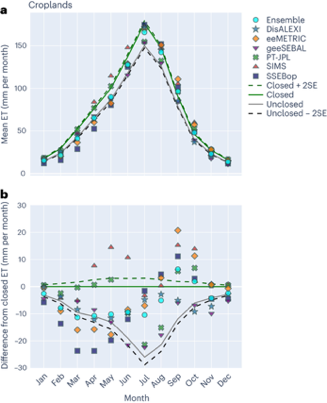 a
Croplands
Mean ET (mm per month)
150
100
50
0
Ensemble
DisALEXI
eeMETRIC
geeSEBAL
PT-JPL
SIMS
SSEBop
Closed + 2SE
Closed
Unclosed
Unclosed − 2SE
b
Difference from closed ET (mm per month)
30
20
10
0
−10
−20
−30
Jan
Feb
Mar
Apr
May
Jun
Jul
Aug
Sep
Oct
Nov
Dec
Month